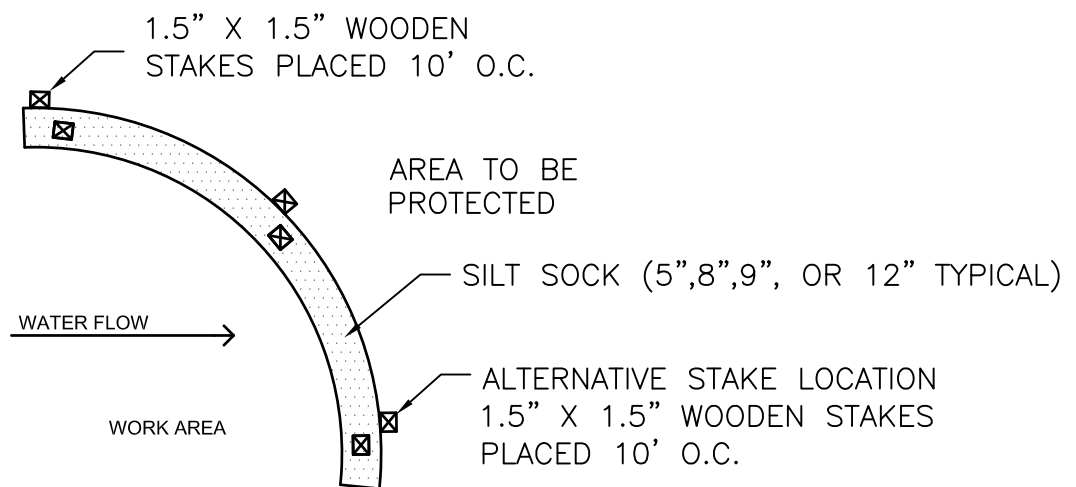 1.5” X 1.5” WOODEN
STAKES PLACED 10’ O.C.
AREA TO BE
PROTECTED
SILT SOCK (5”,8”,9”, OR 12” TYPICAL)
WATER FLOW
ALTERNATIVE STAKE LOCATION
1.5” X 1.5” WOODEN STAKES
PLACED 10’ O.C.
WORK AREA